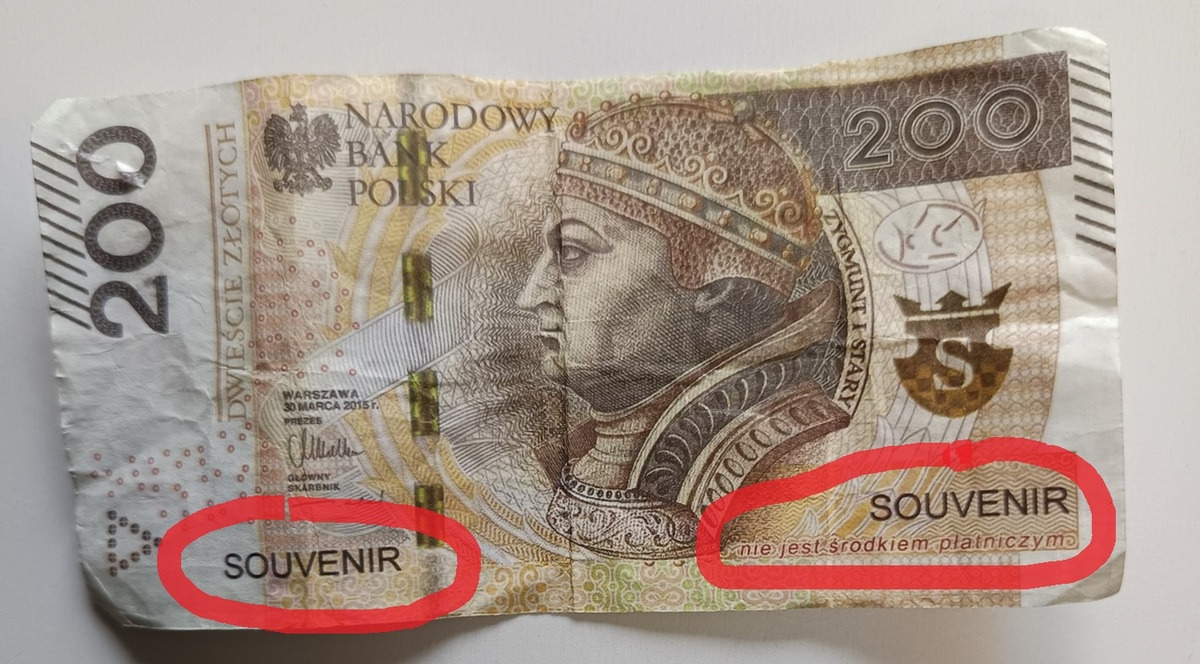 200
DWIEŚCIE ZŁOTYCH
NARODOWY
BANK
POLSKI
200
ZYGMUNT I STARY
S
WARSZAWA
30 MARCA 2015 r.
PREZES
GŁÓWNY
SKARBNIK
SOUVENIR
SOUVENIR
nie jest środkiem płatniczym